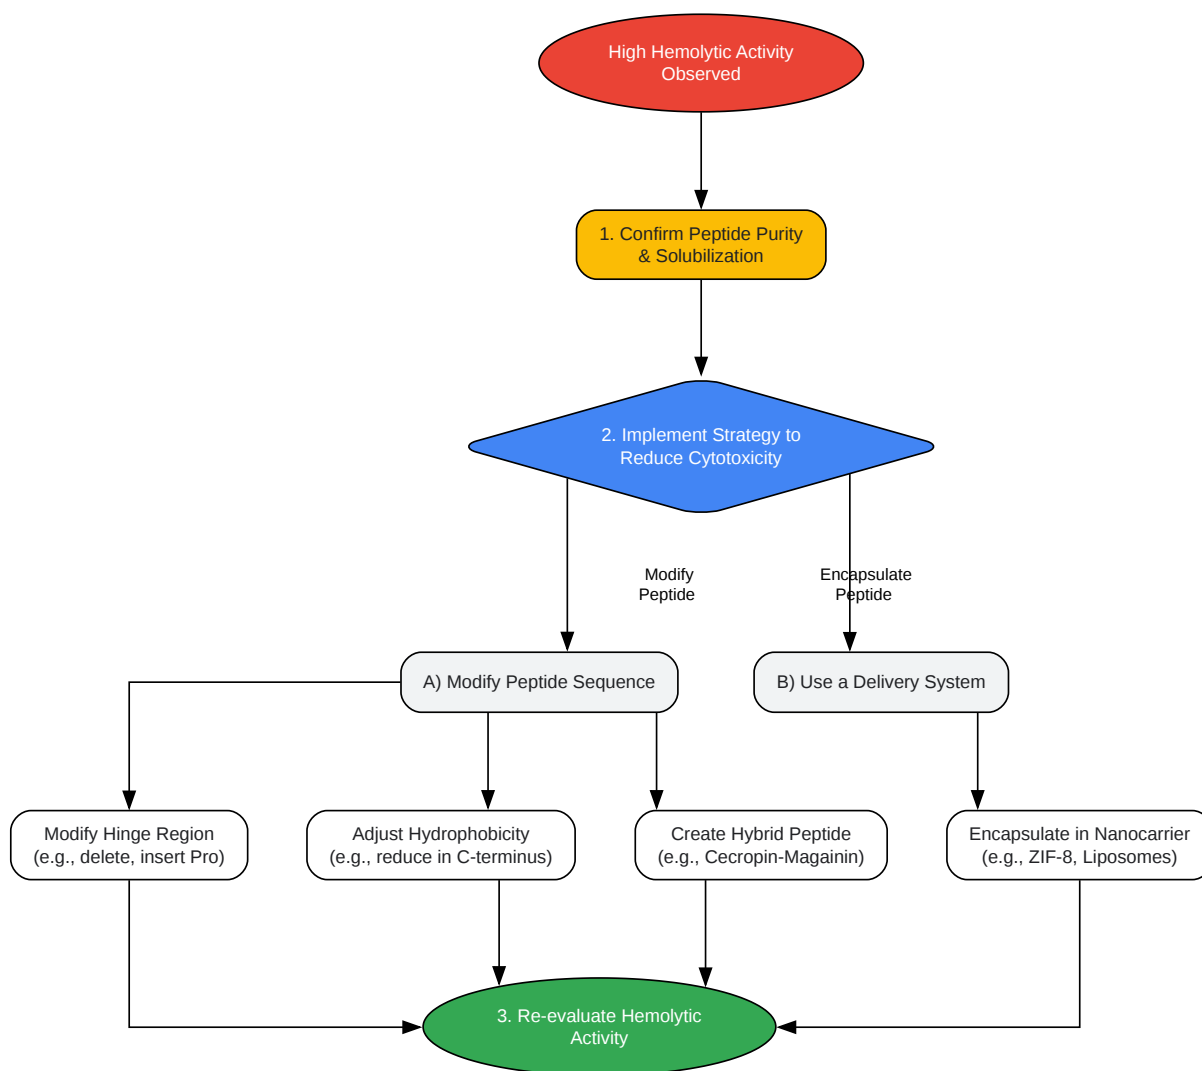 High Hemolytic Activity
Observed
1. Confirm Peptide Purity
& Solubilization
2. Implement Strategy to
Reduce Cytotoxicity
Modify
Peptide
Encapsulate
Peptide
A) Modify Peptide Sequence
B) Use a Delivery System
Modify Hinge Region
(e.g., delete, insert Pro)
Adjust Hydrophobicity
(e.g., reduce in C-terminus)
Create Hybrid Peptide
(e.g., Cecropin-Magainin)
Encapsulate in Nanocarrier
(e.g., ZIF-8, Liposomes)
3. Re-evaluate Hemolytic
Activity